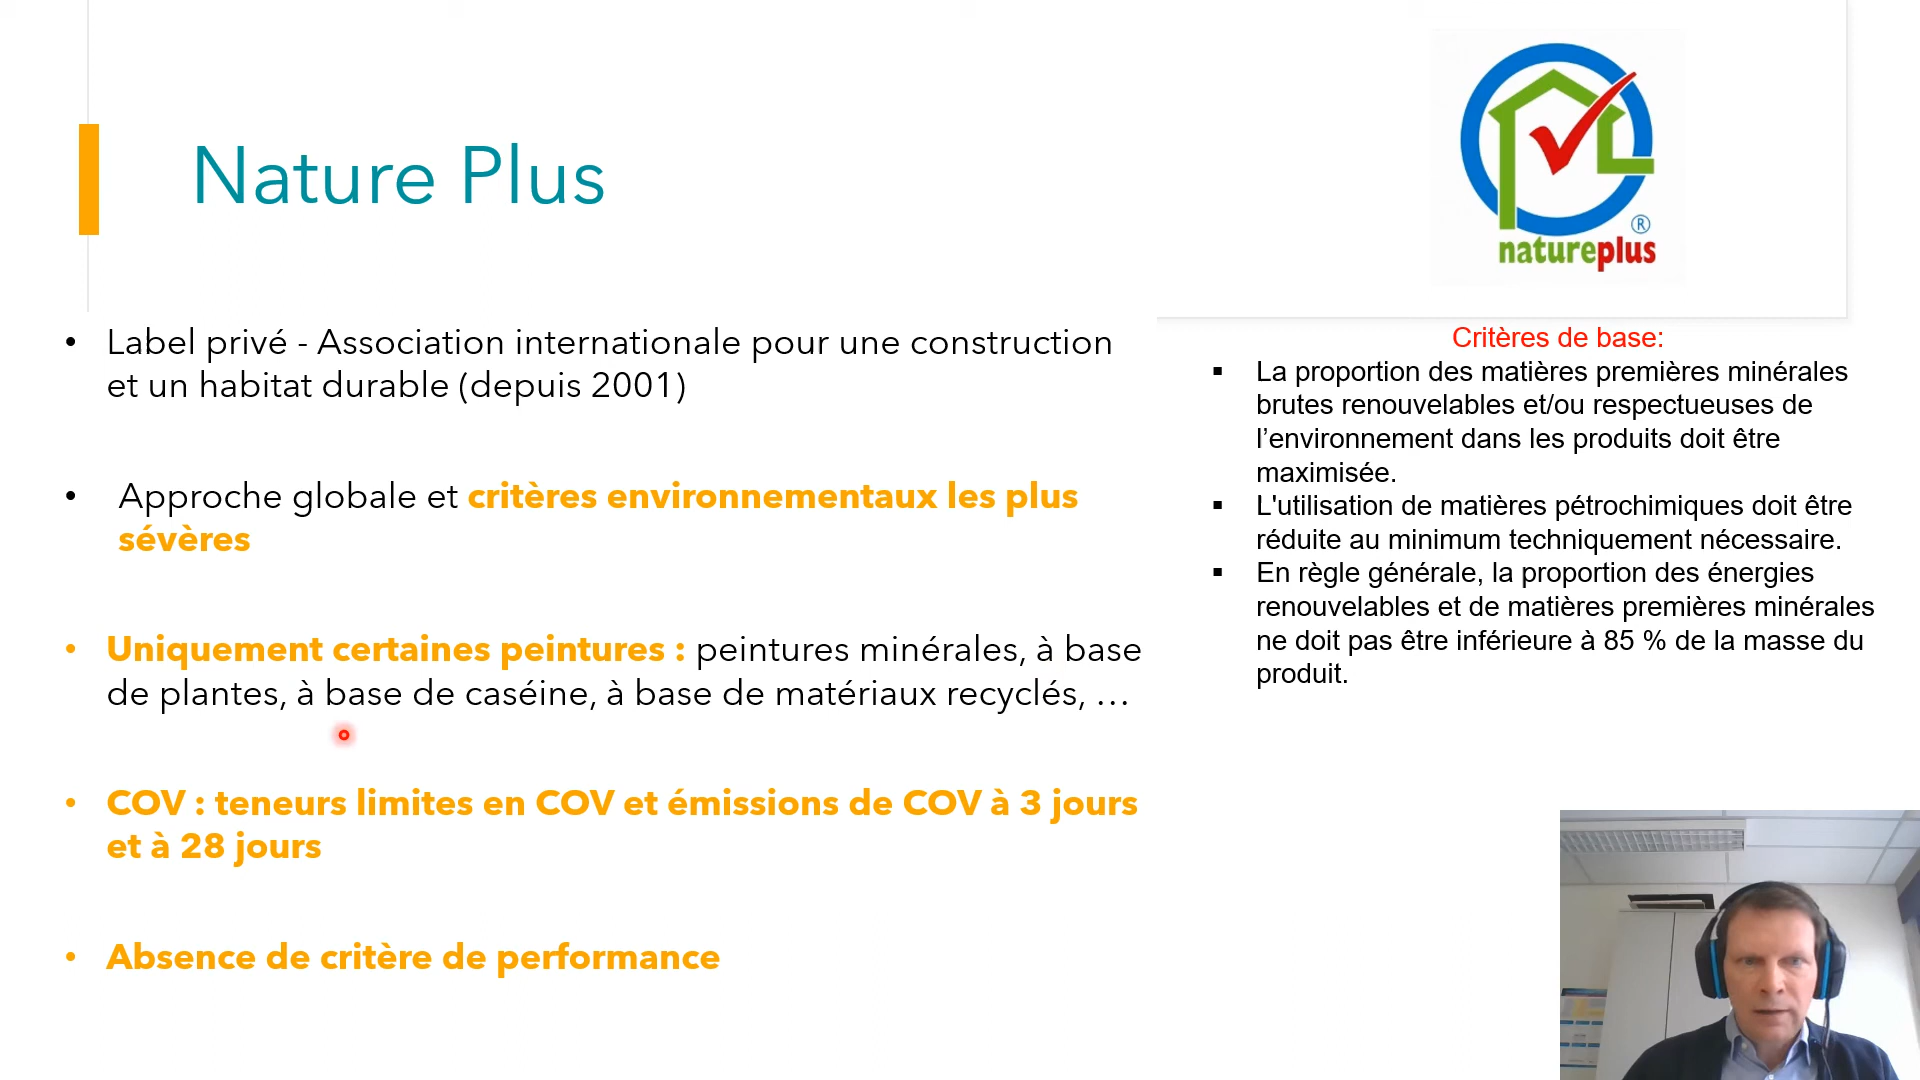 Nature Plus
®
natureplus
• Label privé - Association internationale pour une construction
et un habitat durable (depuis 2001)
• Approche globale et critères environnementaux les plus
sévères
• Uniquement certaines peintures : peintures minérales, à base
de plantes, à base de caséine, à base de matériaux recyclés, …
• COV : teneurs limites en COV et émissions de COV à 3 jours
et à 28 jours
• Absence de critère de performance
Critères de base:
▪ La proportion des matières premières minérales
brutes renouvelables et/ou respectueuses de
l’environnement dans les produits doit être
maximisée.
▪ L'utilisation de matières pétrochimiques doit être
réduite au minimum techniquement nécessaire.
▪ En règle générale, la proportion des énergies
renouvelables et de matières premières minérales
ne doit pas être inférieure à 85 % de la masse du
produit.